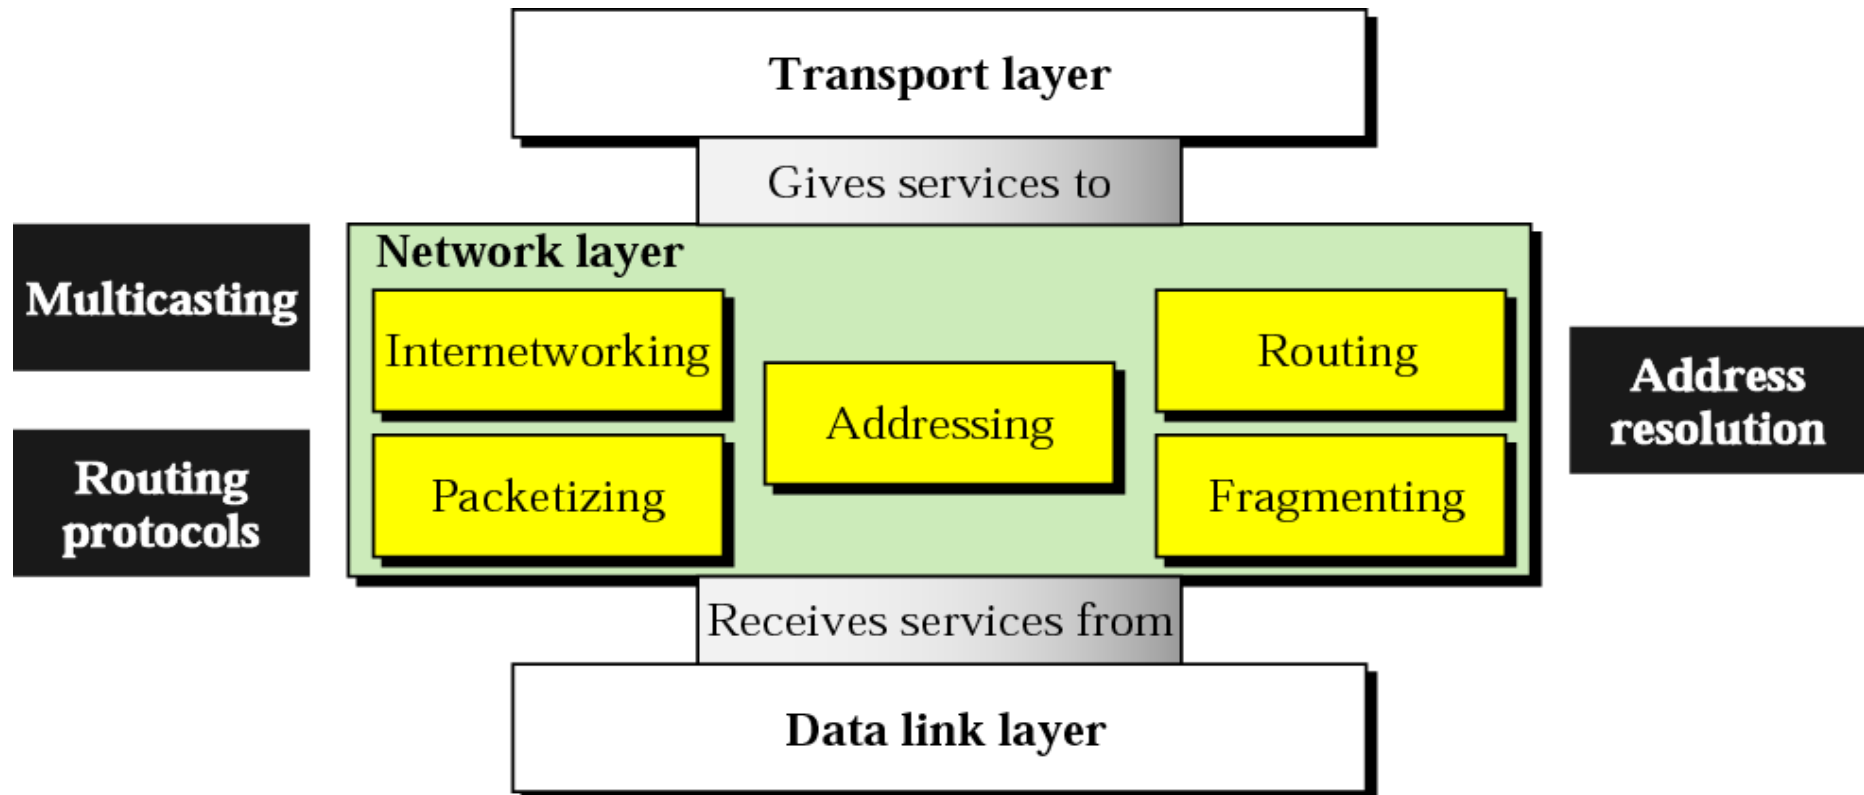 Transport layer
Gives services to
Multicasting
Routing
protocols
Network layer
Internetworking
Packetizing
Addressing
Routing
Fragmenting
Address
resolution
Receives services from
Data link layer